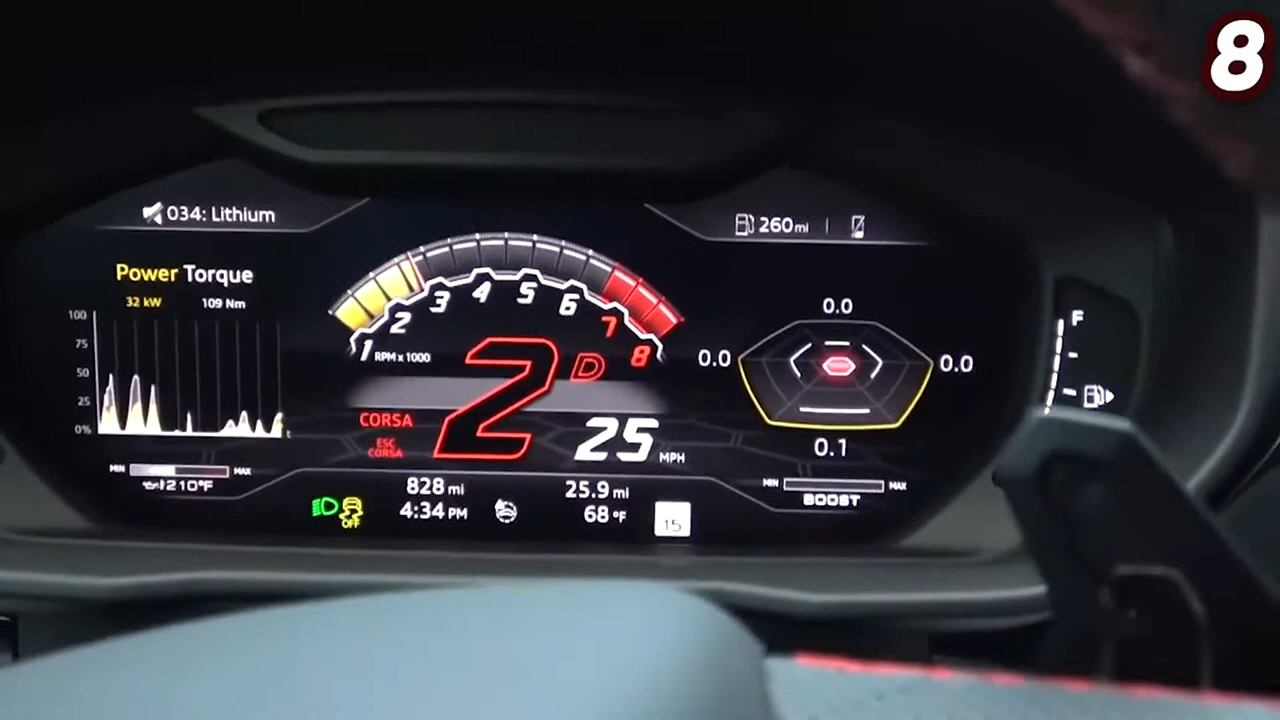 8
034: Lithium
260 mi
Power Torque
32 kW 109 Nm
100
75
50
25
0%
t
MIN MAX
210°F
1 2 3 4 5 6 7 8
RPM x 1000
2 D
CORSA
ESC
CORSA
25 MPH
828 mi
25.9 mi
OFF
4:34 PM
68 °F
15
0.0
0.0
0.0
0.1
MIN MAX
BOOST
F